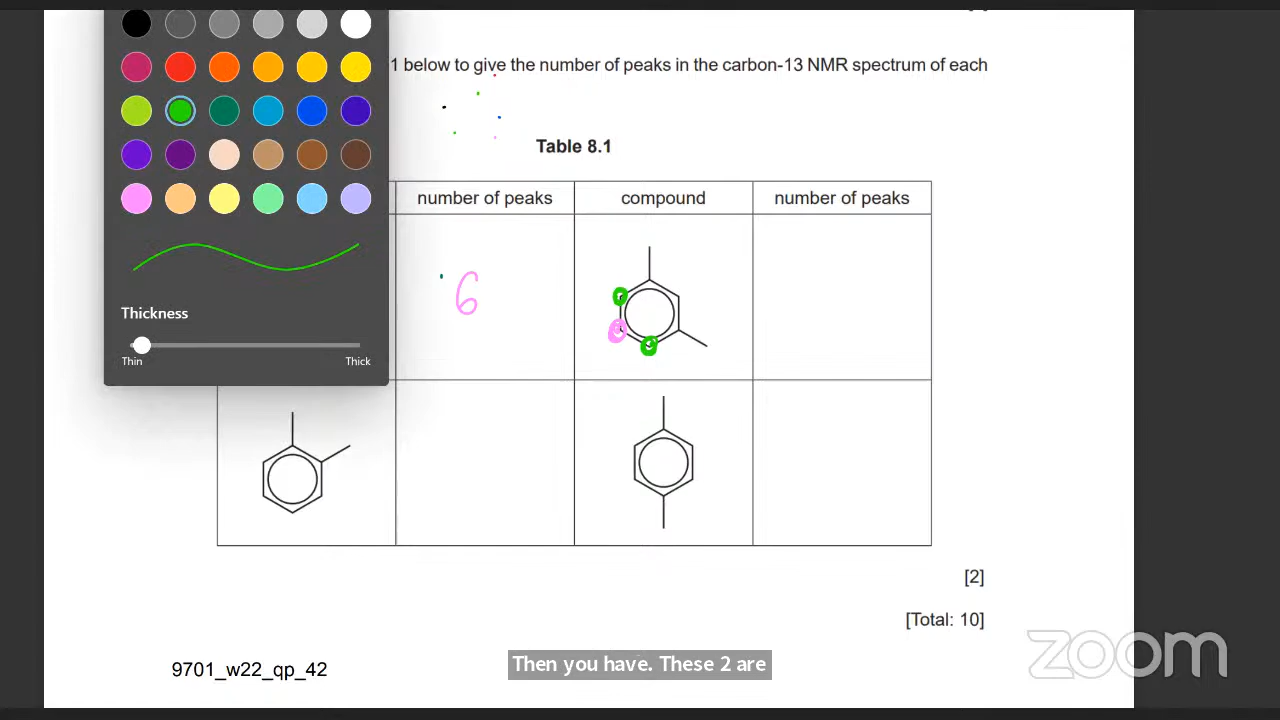 1 below to give the number of peaks in the carbon-13 NMR spectrum of each
Table 8.1
number of peaks compound number of peaks
6
Thickness
Thin Thick
[2]
[Total: 10]
9701_w22_qp_42
Then you have. These 2 are
zoom